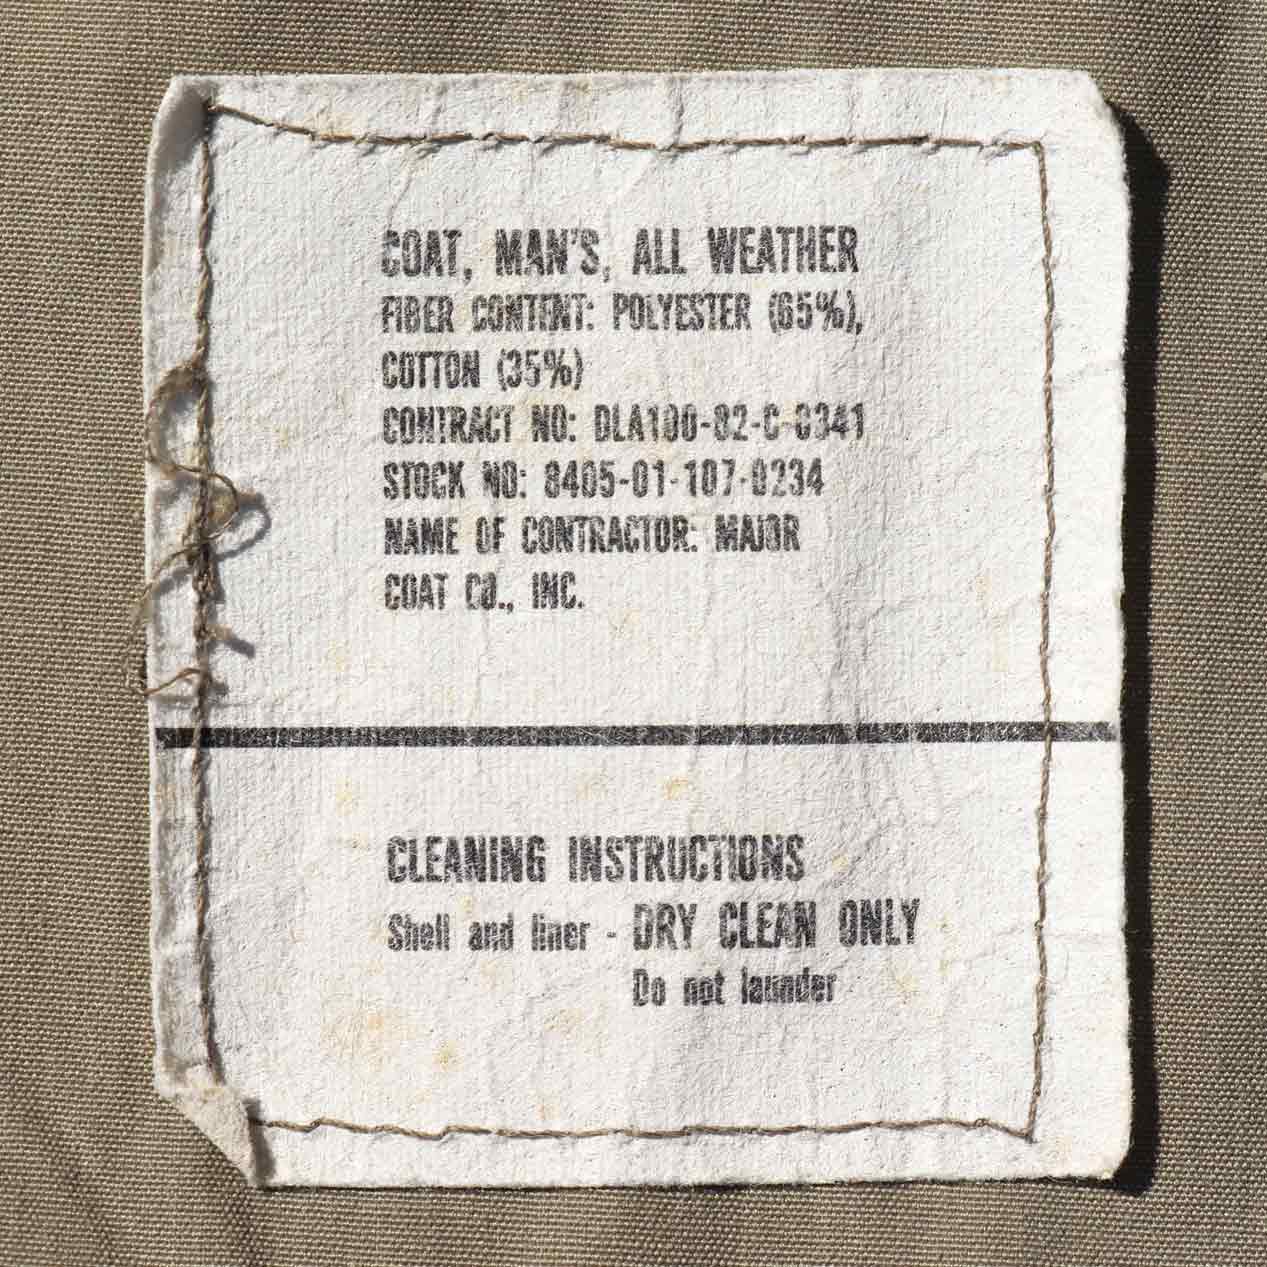 COAT, MAN'S, ALL WEATHER
FIBER CONTENT: POLYESTER (65%),
COTTON (35%)
CONTRACT NO: DLA100-82-C-0341
STOCK NO: 8405-01-107-0234
NAME OF CONTRACTOR: MAJOR
COAT CO., INC.
CLEANING INSTRUCTIONS
Shell and liner - DRY CLEAN ONLY
Do not launder